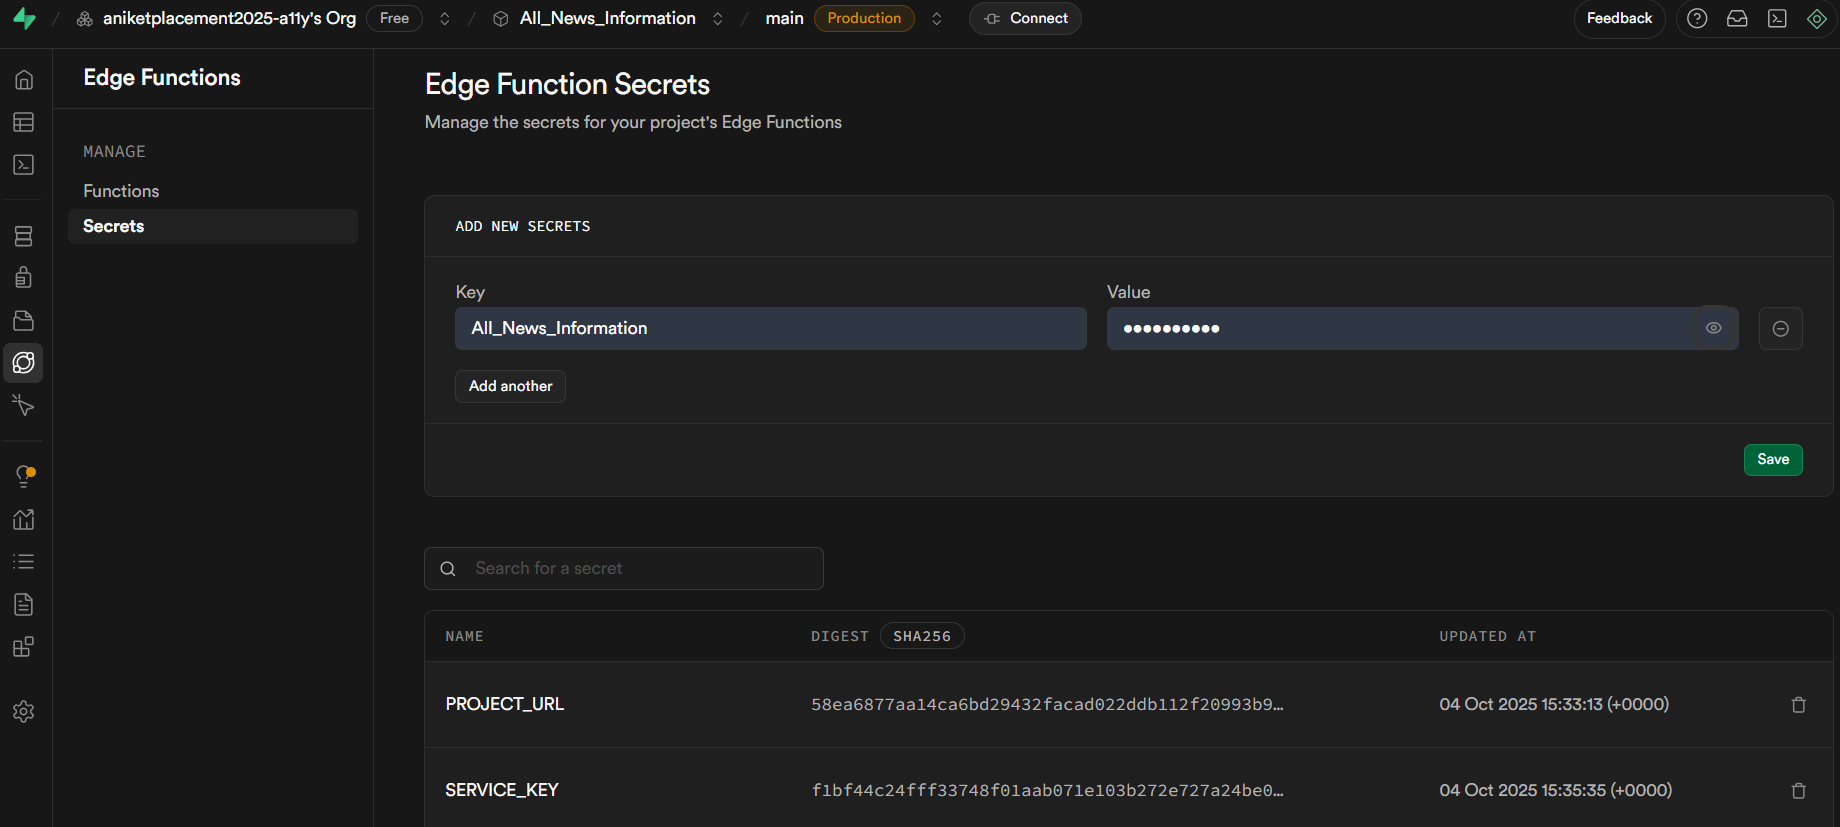 aniketplacement2025-a11y's Org Free All_News_Information main Production Connect Feedback
Edge Functions
MANAGE
Functions
Secrets
Edge Function Secrets
Manage the secrets for your project's Edge Functions
ADD NEW SECRETS
Key Value
All_News_Information ••••••••••
Add another
Save
Search for a secret
NAME DIGEST SHA256 UPDATED AT
PROJECT_URL 58ea6877aa14ca6bd29432facad022ddb112f20993b9… 04 Oct 2025 15:33:13 (+0000)
SERVICE_KEY f1bf44c24fff33748f01aab071e103b272e727a24be0… 04 Oct 2025 15:35:35 (+0000)